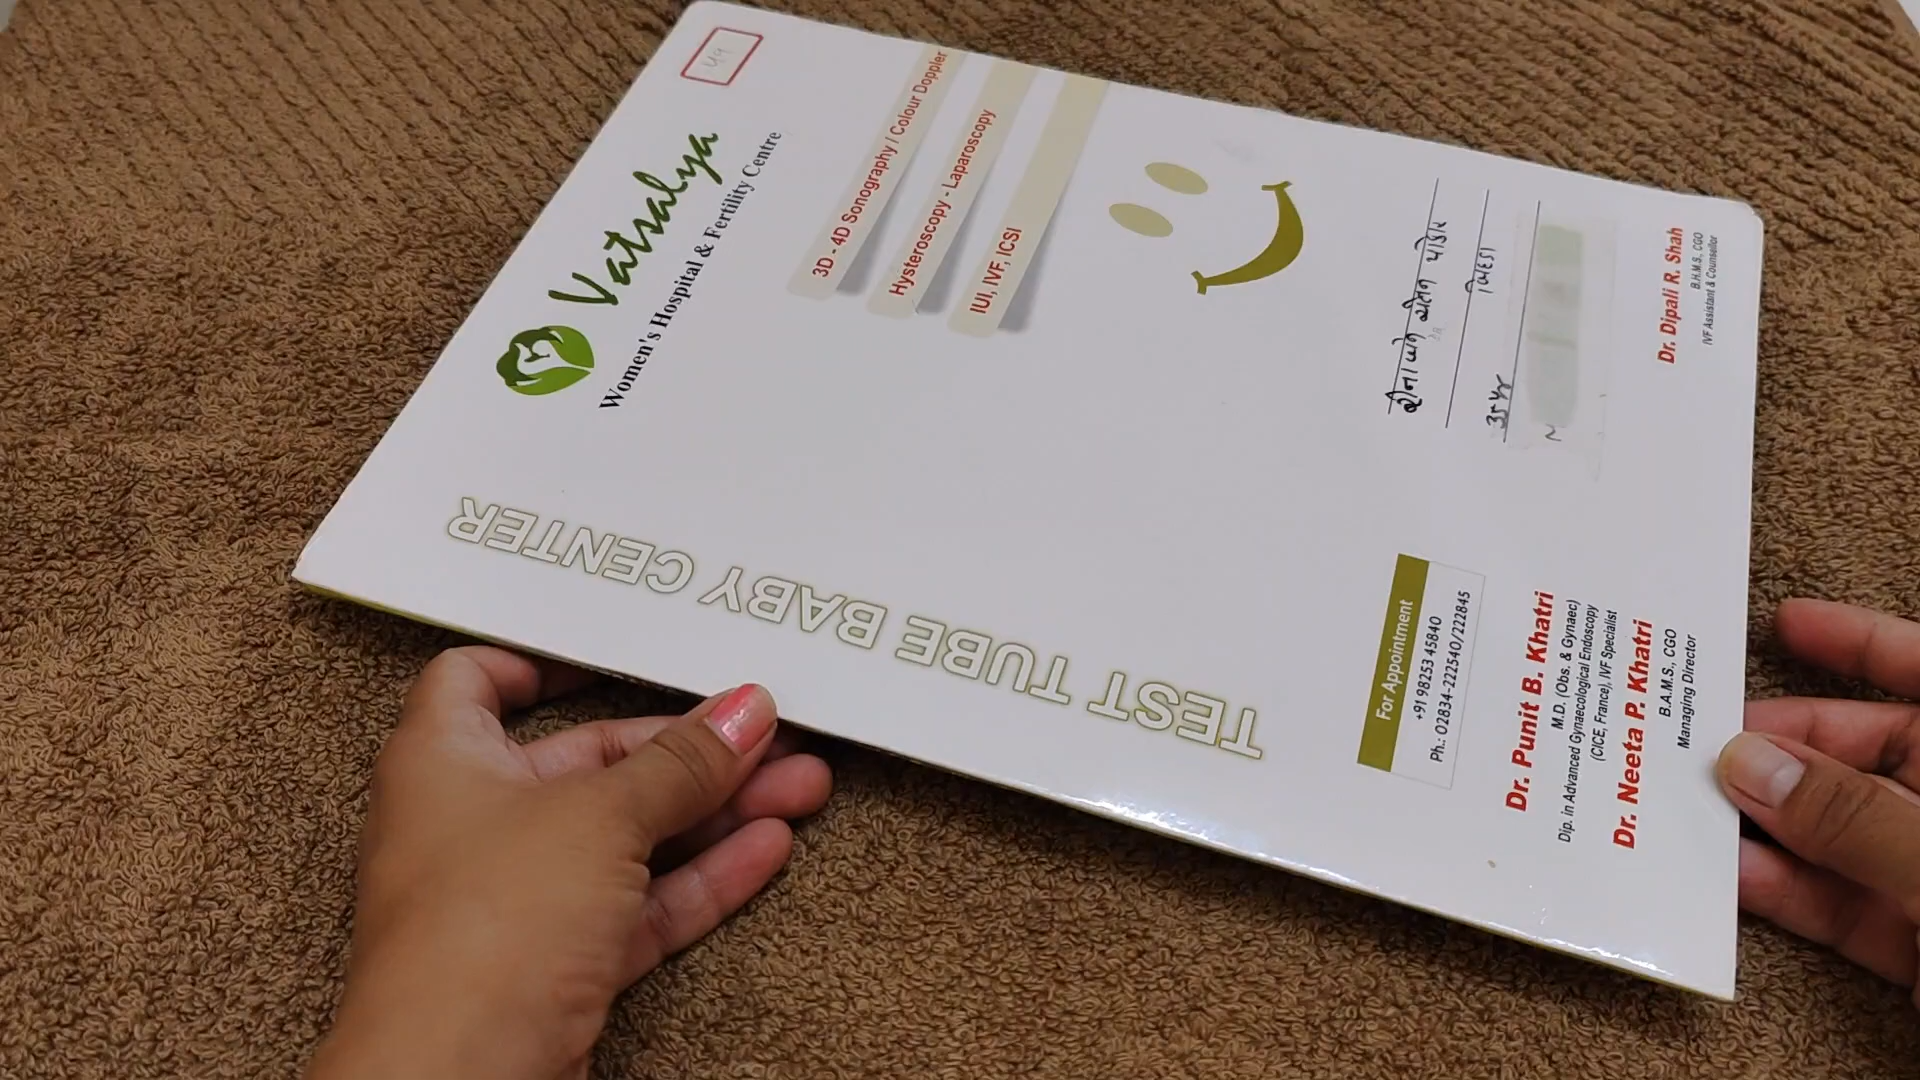 49
Vatsalya
Women's Hospital & Fertility Centre
3D - 4D Sonography / Colour Doppler
Hysteroscopy - Laparoscopy
IUI, IVF, ICSI
TEST TUBE BABY CENTER
For Appointment
+91 98253 45840
Ph.: 02834-222540/222845
Dr. Punit B. Khatri
M.D. (Obs. & Gynaec)
Dip. in Advanced Gynaecological Endoscopy
(CICE, France), IVF Specialist
Dr. Neeta P. Khatri
B.A.M.S., CGO
Managing Director
Dr. Dipali R. Shah
B.H.M.S., CGO
IVF Assistant & Counsellor